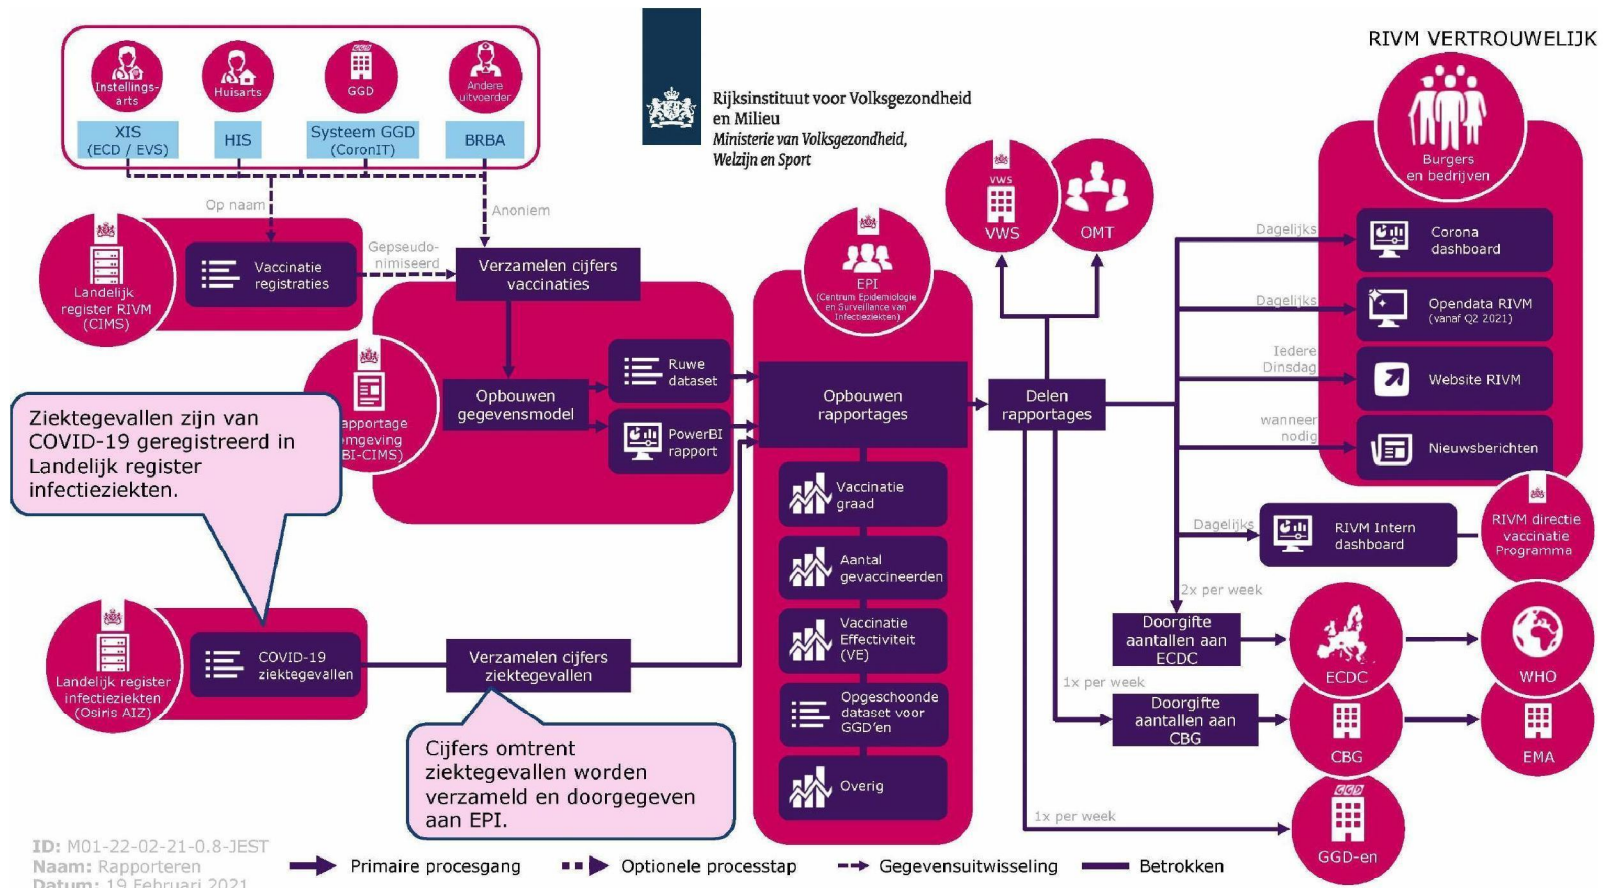 RIVM VERTROUWELIJK
Instellings-
arts
Huisarts
GGD
Andere
uitvoerder
XIS
(ECD / EVS)
HIS
Systeem GGD
(CoronIT)
BRBA
Rijksinstituut voor Volksgezondheid
en Milieu
Ministerie van Volksgezondheid,
Welzijn en Sport
Op naam
Anoniem
Gepseudo-
nimiseerd
Landelijk
register RIVM
(CIMS)
Vaccinatie
registraties
Verzamelen cijfers
vaccinaties
Opbouwen
gegevensmodel
Ruwe
dataset
PowerBI
rapport
Rapportage
omgeving
(BI-CIMS)
Ziektegevallen zijn van
COVID-19 geregistreerd in
Landelijk register
infectieziekten.
Landelijk register
infectieziekten
(Osiris AIZ)
COVID-19
ziektegevallen
Verzamelen cijfers
ziektegevallen
Cijfers omtrent
ziektegevallen worden
verzameld en doorgegeven
aan EPI.
EPI
(Centrum Epidemiologie
en Surveillance van
Infectieziekten)
Opbouwen
rapportages
Vaccinatie
graad
Aantal
gevaccineerden
Vaccinatie
Effectiviteit
(VE)
Opgeschoonde
dataset voor
GGD'en
Overig
vws
VWS
OMT
Delen
rapportages
Burgers
en bedrijven
Dagelijks
Corona
dashboard
Dagelijks
Opendata RIVM
(vanaf Q2 2021)
Iedere
Dinsdag
Website RIVM
wanneer
nodig
Nieuwsberichten
Dagelijks
RIVM Intern
dashboard
RIVM directie
vaccinatie
Programma
2x per week
Doorgifte
aantallen aan
ECDC
ECDC
WHO
1x per week
Doorgifte
aantallen aan
CBG
CBG
EMA
1x per week
GGD
GGD-en
ID: M01-22-02-21-0.8-JEST
Naam: Rapporteren
Datum: 19 Februari 2021
Primaire procesgang
Optionele processtap
Gegevensuitwisseling
Betrokken